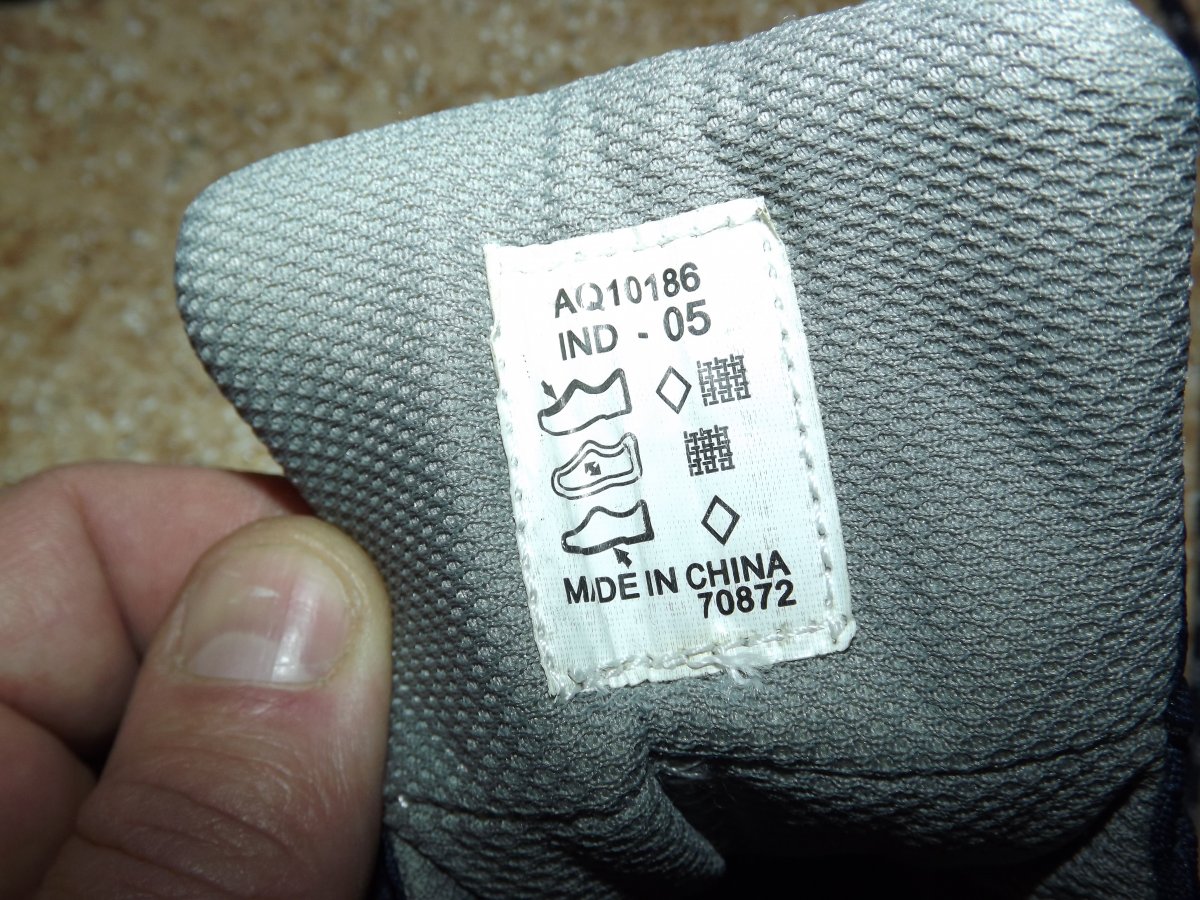 AQ10186
IND - 05
MADE IN CHINA
70872